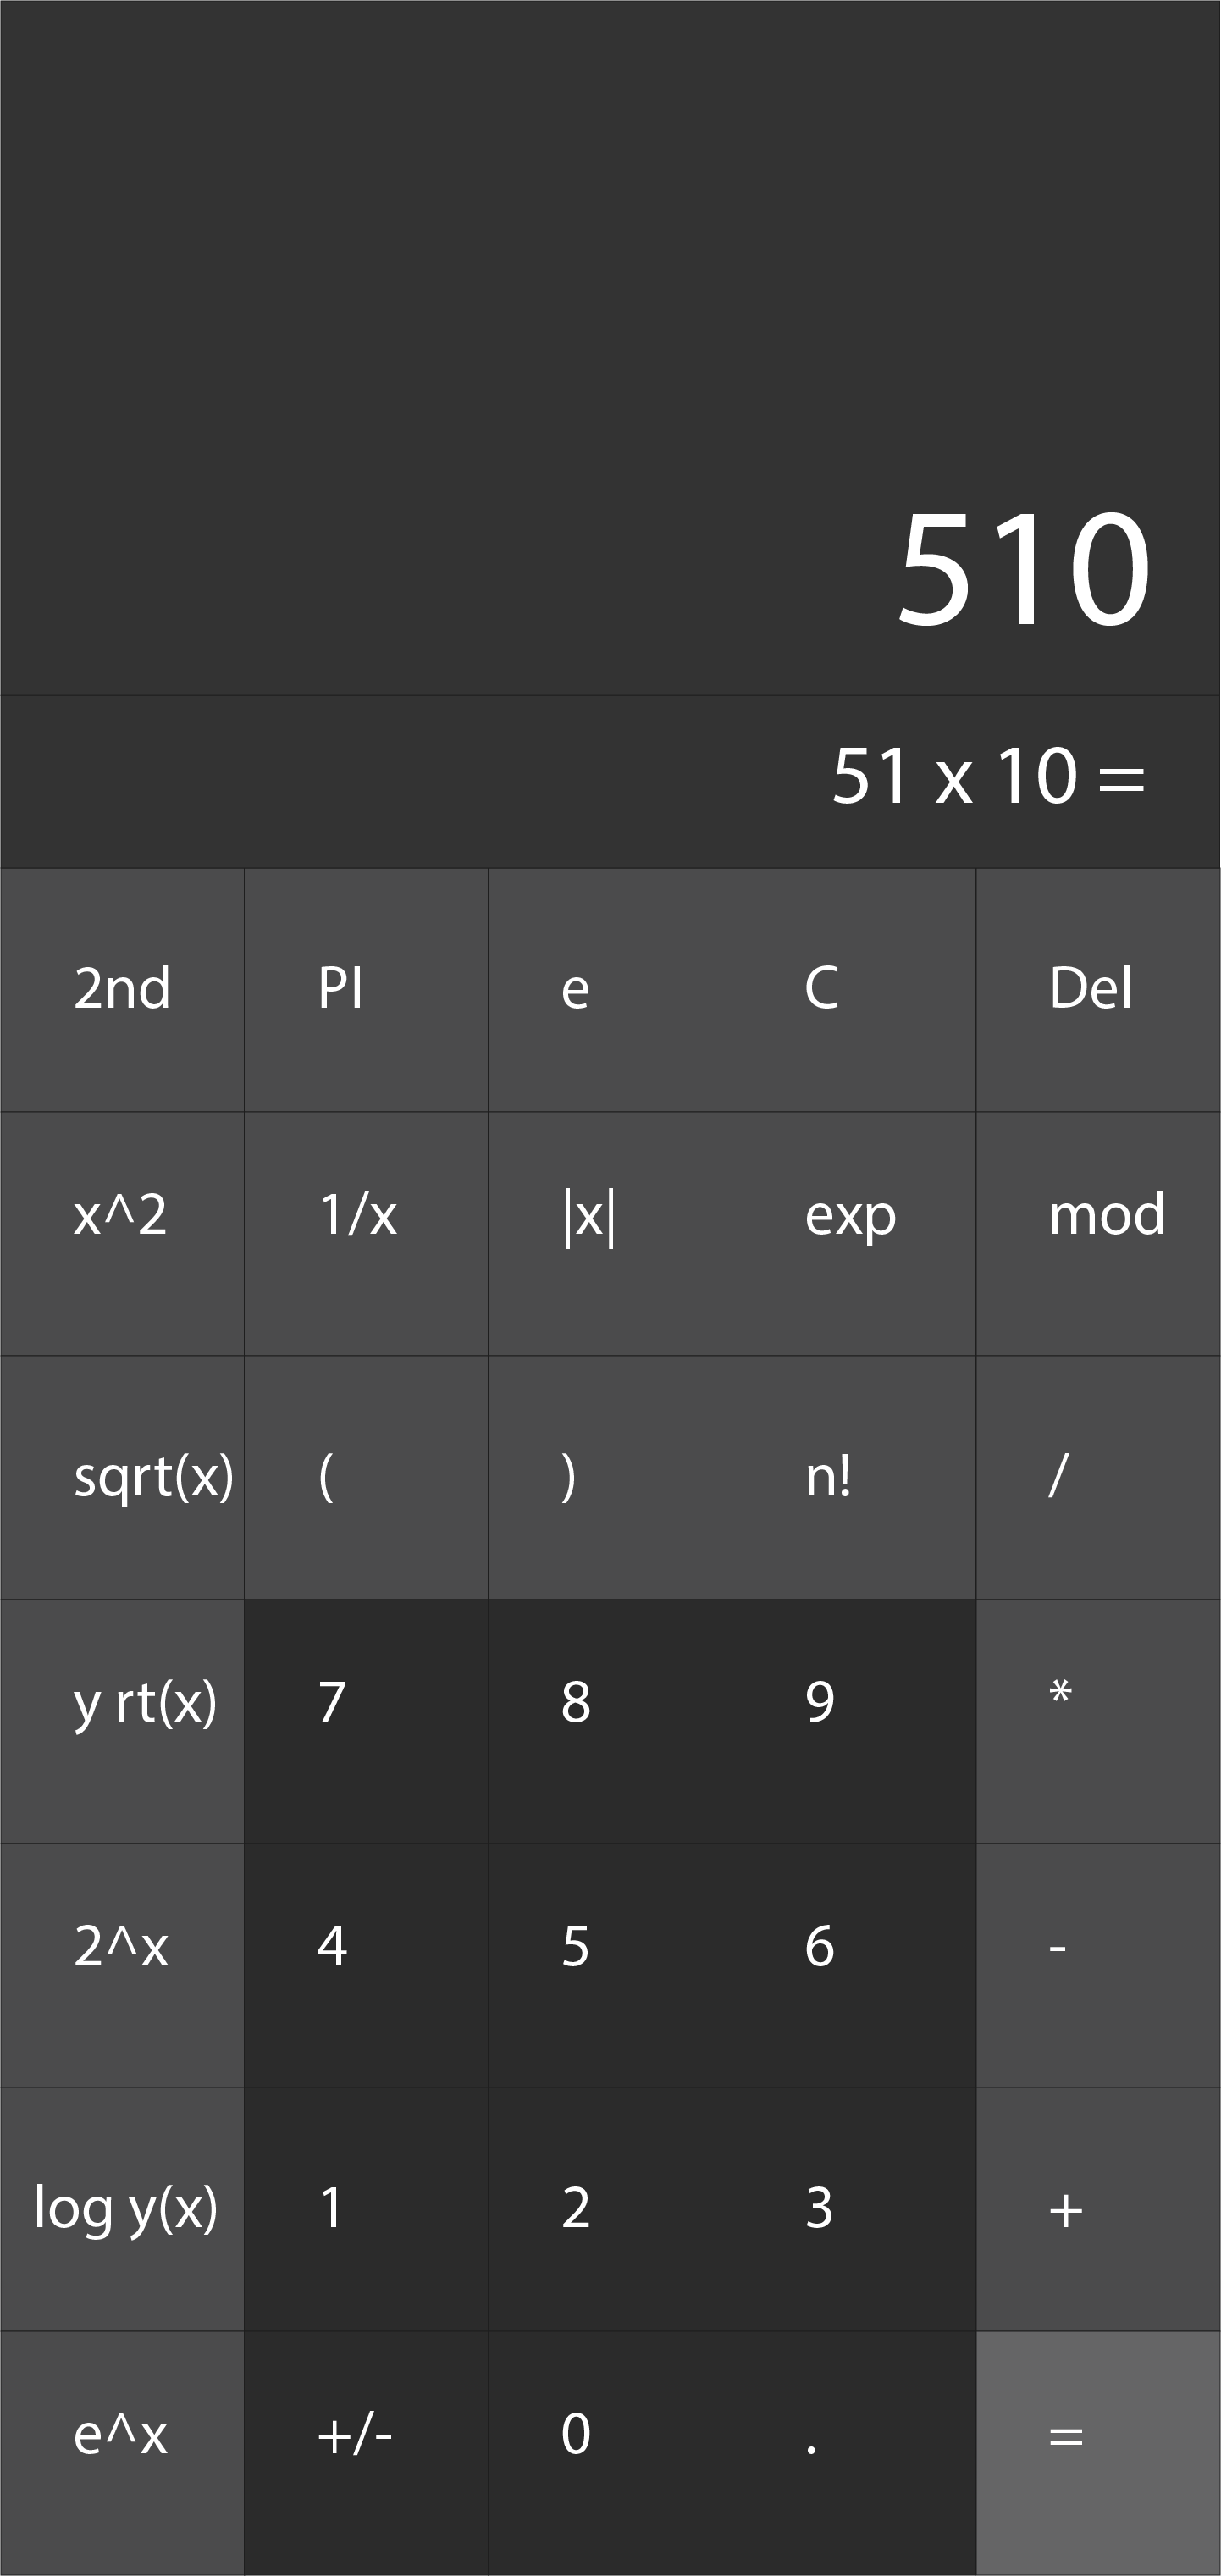 510
51 x 10 =
2nd PI e C Del
x^2 1/x |x| exp mod
sqrt(x) ( ) n! /
y rt(x) 7 8 9 *
2^x 4 5 6 -
log y(x) 1 2 3 +
e^x +/- 0 . =